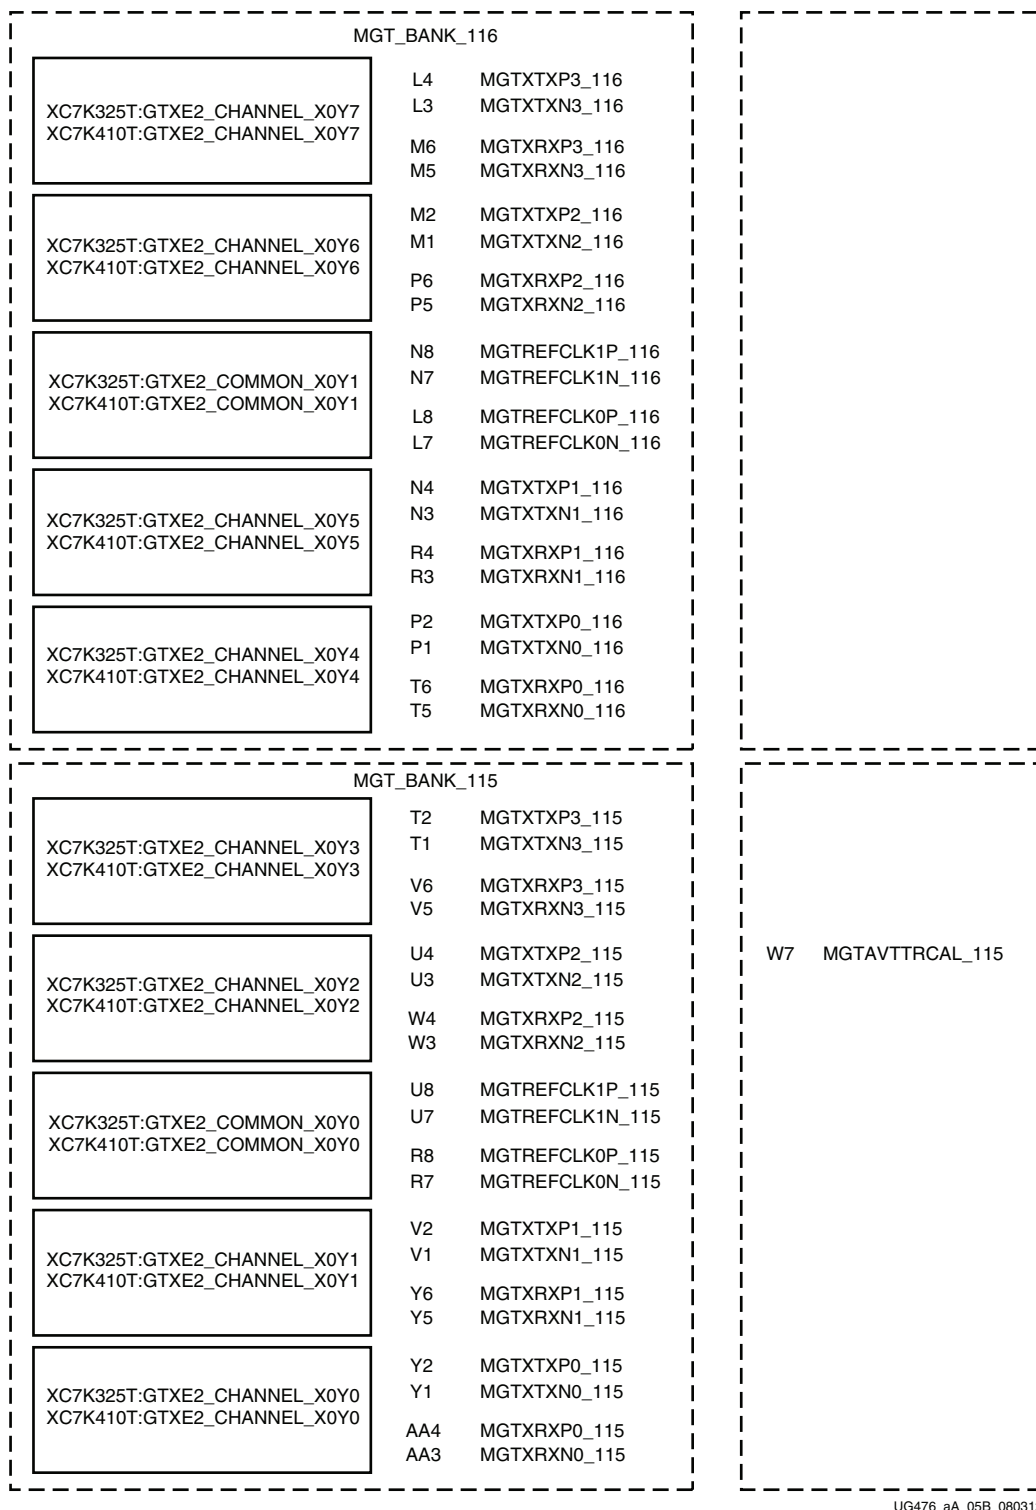 MGT_BANK_116
XC7K325T:GTXE2_CHANNEL_X0Y7
XC7K410T:GTXE2_CHANNEL_X0Y7
L4 MGTXTXP3_116
L3 MGTXTXN3_116
M6 MGTXRXP3_116
M5 MGTXRXN3_116
XC7K325T:GTXE2_CHANNEL_X0Y6
XC7K410T:GTXE2_CHANNEL_X0Y6
M2 MGTXTXP2_116
M1 MGTXTXN2_116
P6 MGTXRXP2_116
P5 MGTXRXN2_116
XC7K325T:GTXE2_COMMON_X0Y1
XC7K410T:GTXE2_COMMON_X0Y1
N8 MGTREFCLK1P_116
N7 MGTREFCLK1N_116
L8 MGTREFCLK0P_116
L7 MGTREFCLK0N_116
XC7K325T:GTXE2_CHANNEL_X0Y5
XC7K410T:GTXE2_CHANNEL_X0Y5
N4 MGTXTXP1_116
N3 MGTXTXN1_116
R4 MGTXRXP1_116
R3 MGTXRXN1_116
XC7K325T:GTXE2_CHANNEL_X0Y4
XC7K410T:GTXE2_CHANNEL_X0Y4
P2 MGTXTXP0_116
P1 MGTXTXN0_116
T6 MGTXRXP0_116
T5 MGTXRXN0_116
MGT_BANK_115
XC7K325T:GTXE2_CHANNEL_X0Y3
XC7K410T:GTXE2_CHANNEL_X0Y3
T2 MGTXTXP3_115
T1 MGTXTXN3_115
V6 MGTXRXP3_115
V5 MGTXRXN3_115
XC7K325T:GTXE2_CHANNEL_X0Y2
XC7K410T:GTXE2_CHANNEL_X0Y2
U4 MGTXTXP2_115
U3 MGTXTXN2_115
W4 MGTXRXP2_115
W3 MGTXRXN2_115
W7 MGTAVTTRCAL_115
XC7K325T:GTXE2_COMMON_X0Y0
XC7K410T:GTXE2_COMMON_X0Y0
U8 MGTREFCLK1P_115
U7 MGTREFCLK1N_115
R8 MGTREFCLK0P_115
R7 MGTREFCLK0N_115
XC7K325T:GTXE2_CHANNEL_X0Y1
XC7K410T:GTXE2_CHANNEL_X0Y1
V2 MGTXTXP1_115
V1 MGTXTXN1_115
Y6 MGTXRXP1_115
Y5 MGTXRXN1_115
XC7K325T:GTXE2_CHANNEL_X0Y0
XC7K410T:GTXE2_CHANNEL_X0Y0
Y2 MGTXTXP0_115
Y1 MGTXTXN0_115
AA4 MGTXRXP0_115
AA3 MGTXRXN0_115
UG476_aA_05B_08031